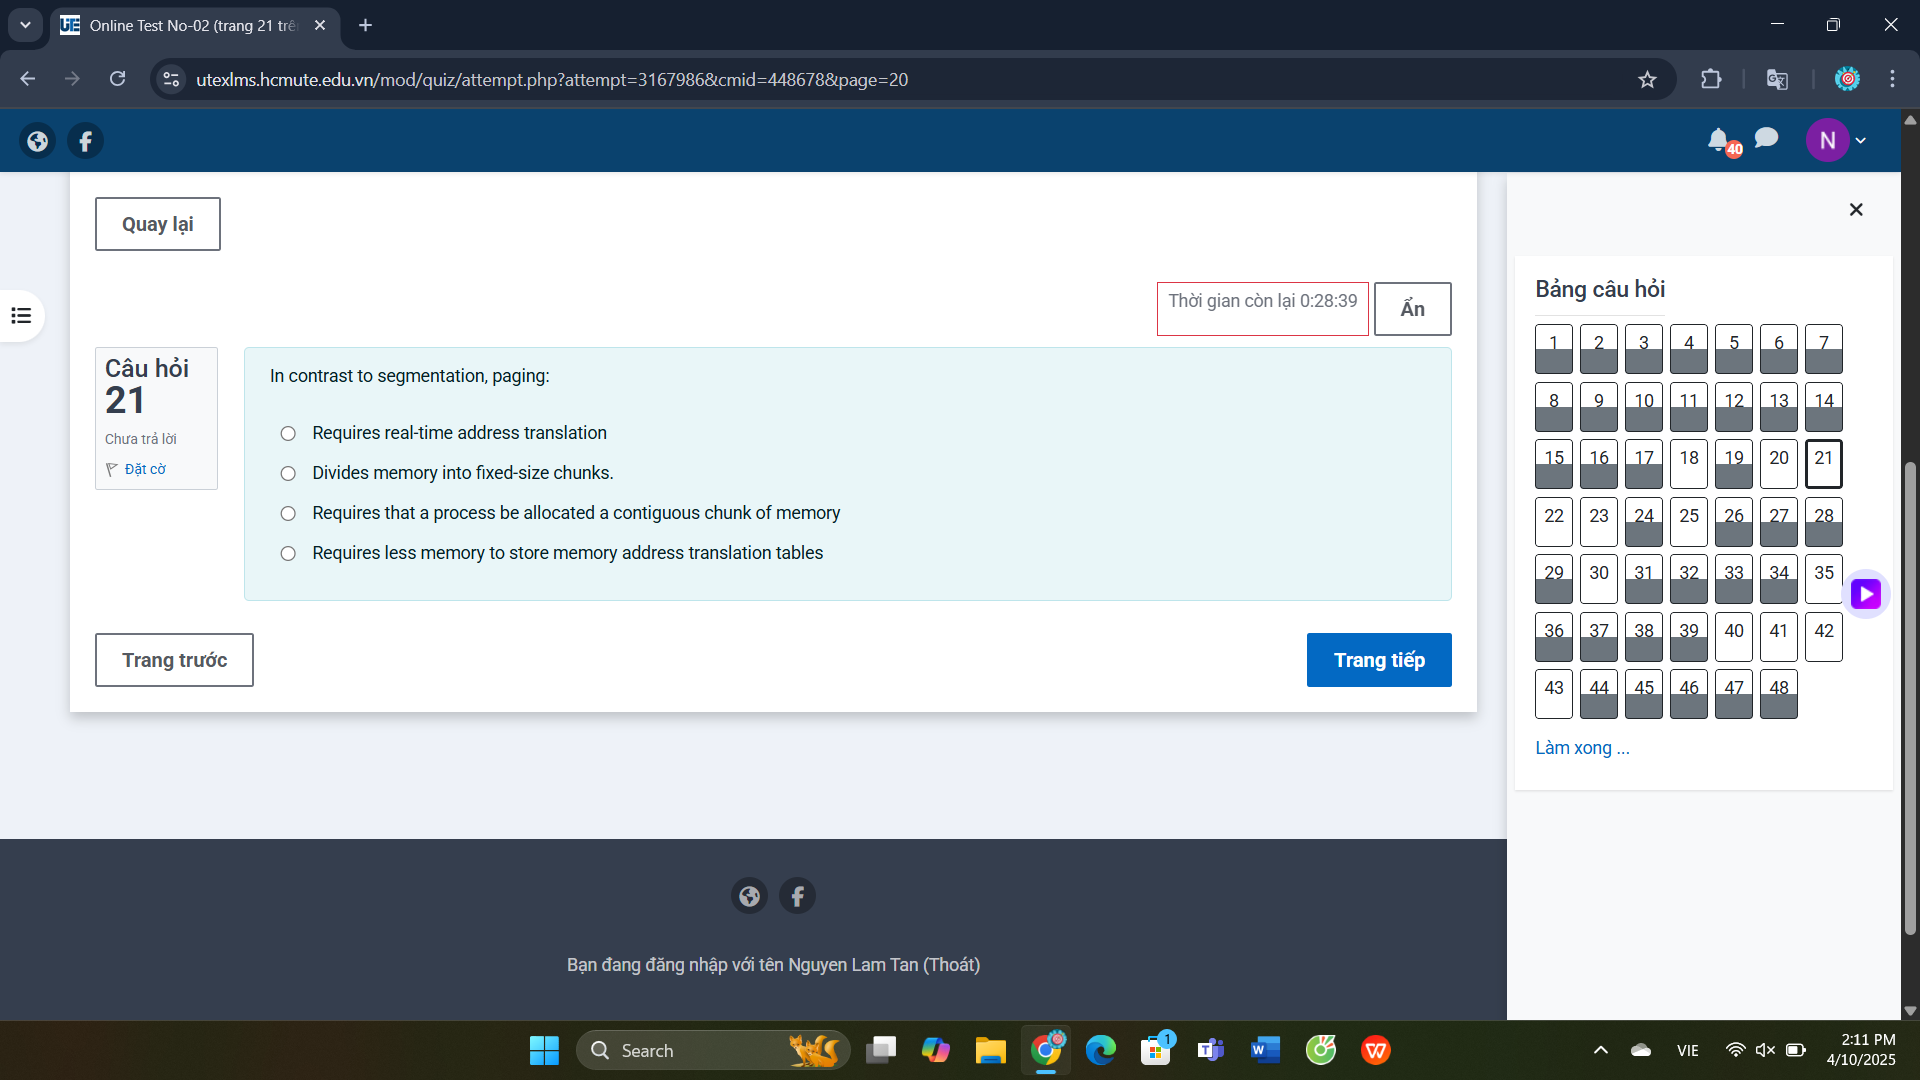 Online Test No-02 (trang 21 trê
utexlms.hcmute.edu.vn/mod/quiz/attempt.php?attempt=3167986&cmid=448678&page=20
40
N
Quay lại
Thời gian còn lại 0:28:39
Ẩn
Câu hỏi
21
Chưa trả lời
Đặt cờ
In contrast to segmentation, paging:
Requires real-time address translation
Divides memory into fixed-size chunks.
Requires that a process be allocated a contiguous chunk of memory
Requires less memory to store memory address translation tables
Trang trước
Trang tiếp
Bảng câu hỏi
1 2 3 4 5 6 7
8 9 10 11 12 13 14
15 16 17 18 19 20 21
22 23 24 25 26 27 28
29 30 31 32 33 34 35
36 37 38 39 40 41 42
43 44 45 46 47 48
Làm xong ...
Bạn đang đăng nhập với tên Nguyen Lam Tan (Thoát)
Search
1
VIE
2:11 PM
4/10/2025